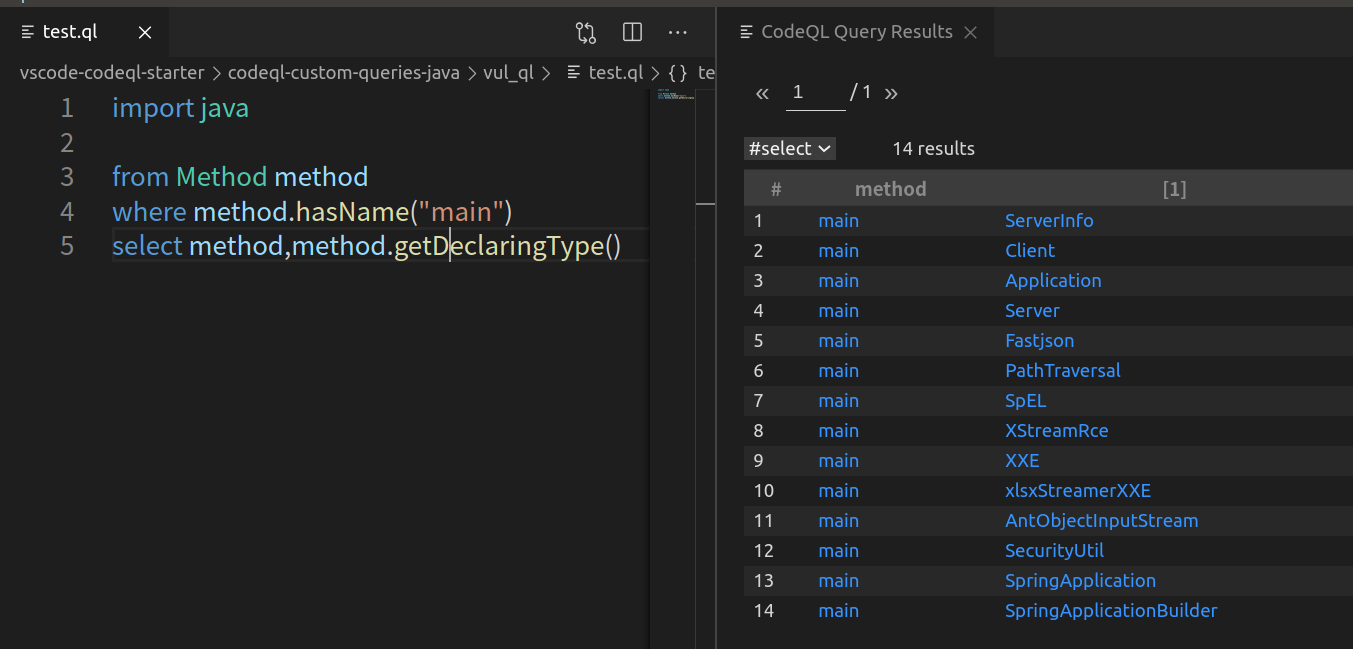 test.ql
vscode-codeql-starter > codeql-custom-queries-java > vul_ql > test.ql > {} te
1 import java
2
3 from Method method
4 where method.hasName("main")
5 select method,method.getDeclaringType()
CodeQL Query Results
« 1 / 1 »
#select 14 results
# method [1]
1 main ServerInfo
2 main Client
3 main Application
4 main Server
5 main Fastjson
6 main PathTraversal
7 main SpEL
8 main XStreamRce
9 main XXE
10 main xlsxStreamerXXE
11 main AntObjectInputStream
12 main SecurityUtil
13 main SpringApplication
14 main SpringApplicationBuilder